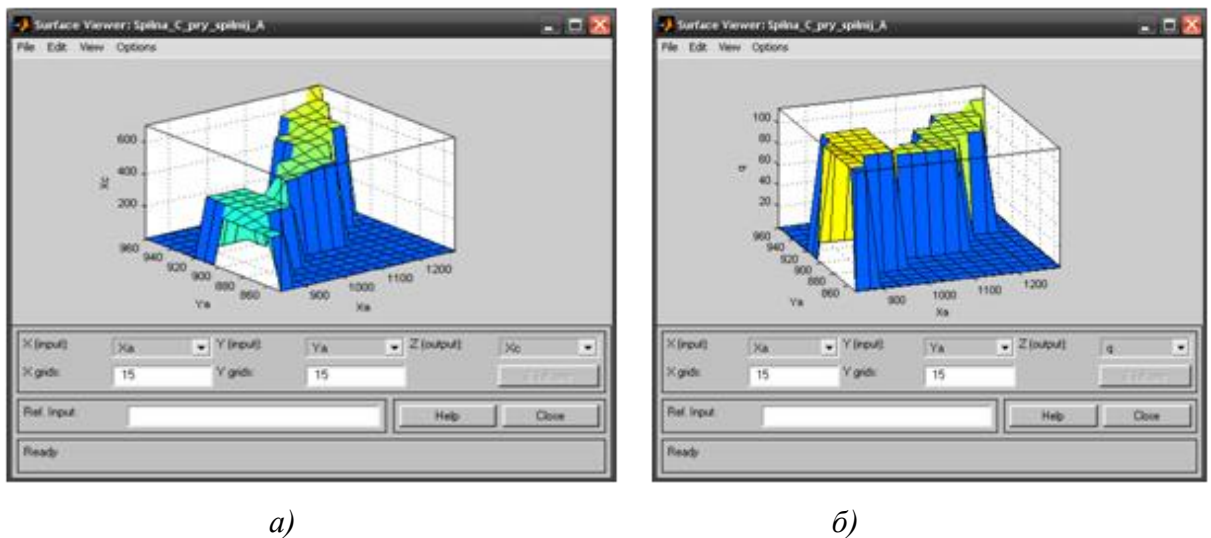 Surface Viewer: Spilna_C_pry_spilnij_A
File Edit View Options
600
400
200
Xc
960
940
920
900
880
860
Ya
900
1000
1100
1200
Xa
X (input): Xa Y (input): Ya Z (output): Xc
X grids: 15 Y grids: 15
Ref. Input: Help Close
Ready
а)
Surface Viewer: Spilna_C_pry_spilnij_A
File Edit View Options
100
80
60
40
20
q
960
940
920
900
880
860
Ya
900
1000
1100
1200
Xa
X (input): Xa Y (input): Ya Z (output): q
X grids: 15 Y grids: 15
Ref. Input: Help Close
Ready
б)